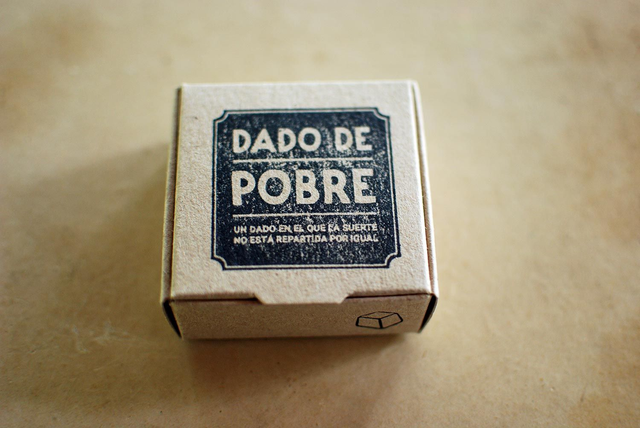 DADO DE
POBRE
UN DADO EN EL QUE LA SUERTE
NO ESTÁ REPARTIDA POR IGUAL